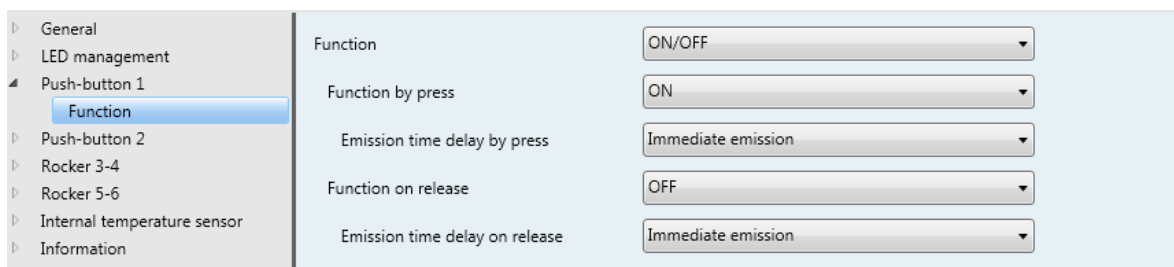 General
LED management
Push-button 1
Function
Push-button 2
Rocker 3-4
Rocker 5-6
Internal temperature sensor
Information
Function ON/OFF
Function by press ON
Emission time delay by press Immediate emission
Function on release OFF
Emission time delay on release Immediate emission